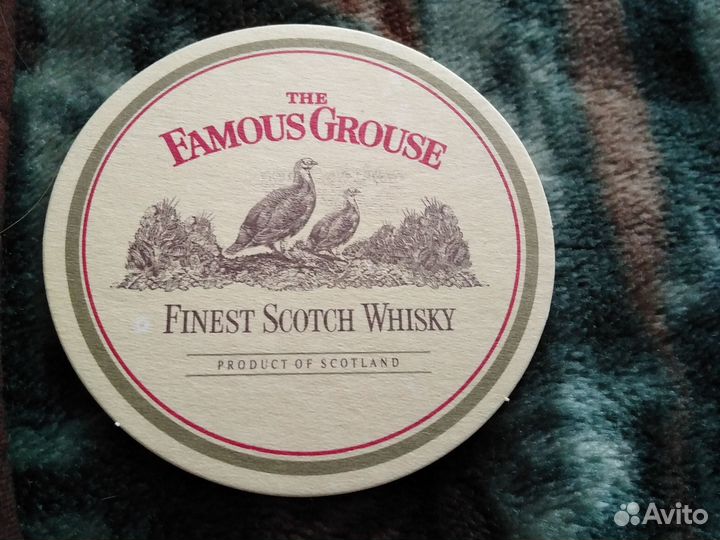 THE
FAMOUS GROUSE
FINEST SCOTCH WHISKY
PRODUCT OF SCOTLAND
Avito